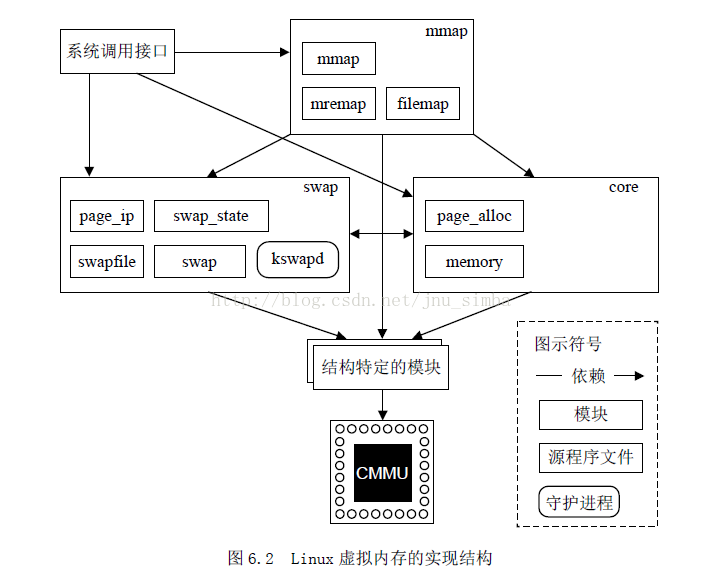 系统调用接口
mmap
mmap
mremap
filemap
swap
page_ip
swap_state
swapfile
swap
kswapd
core
page_alloc
memory
http://blog.csdn.net/jnu_simba
结构特定的模块
CMMU
图示符号
依赖
模块
源程序文件
守护进程
图 6.2 Linux 虚拟内存的实现结构